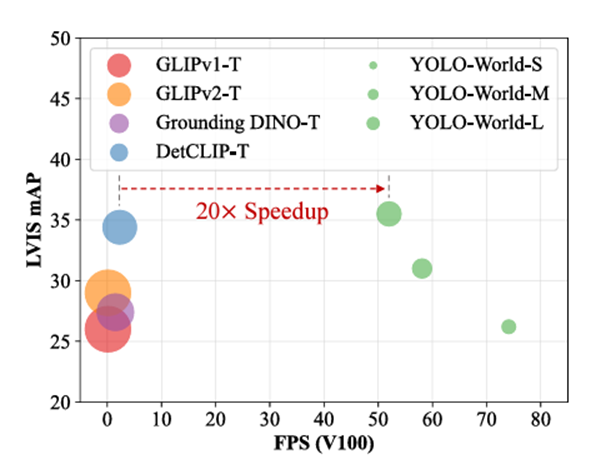 50
45
40
35
30
25
20
LVIS mAP
GLIPv1-T
GLIPv2-T
Grounding DINO-T
DetCLIP-T
YOLO-World-S
YOLO-World-M
YOLO-World-L
20× Speedup
0 10 20 30 40 50 60 70 80
FPS (V100)